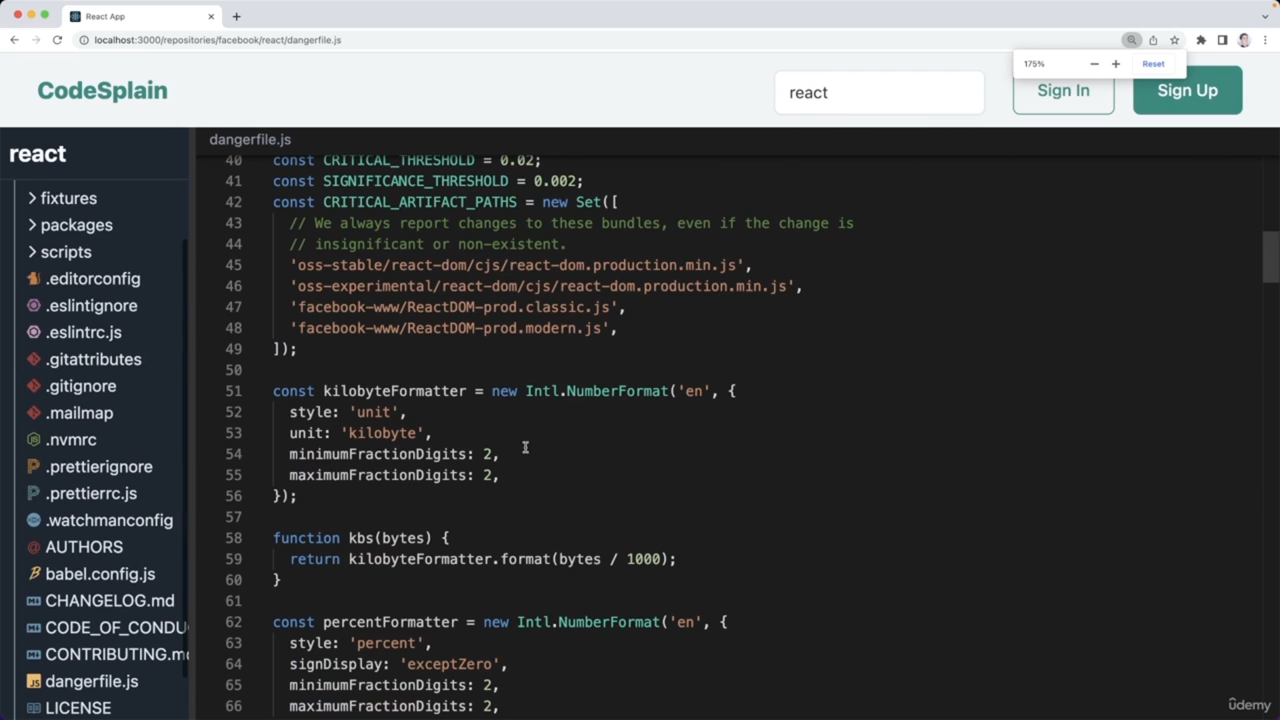 React App
localhost:3000/repositories/facebook/react/dangerfile.js
175%
Reset
CodeSplain
react
Sign In
Sign Up
react
fixtures
packages
scripts
.editorconfig
.eslintignore
.eslintrc.js
.gitattributes
.gitignore
.mailmap
.nvmrc
.prettierignore
.prettierrc.js
.watchmanconfig
AUTHORS
babel.config.js
CHANGELOG.md
CODE_OF_CONDU
CONTRIBUTING.md
dangerfile.js
LICENSE
dangerfile.js
40 const CRITICAL_THRESHOLD = 0.02;
41 const SIGNIFICANCE_THRESHOLD = 0.002;
42 const CRITICAL_ARTIFACT_PATHS = new Set([
43 // We always report changes to these bundles, even if the change is
44 // insignificant or non-existent.
45 'oss-stable/react-dom/cjs/react-dom.production.min.js',
46 'oss-experimental/react-dom/cjs/react-dom.production.min.js',
47 'facebook-www/ReactDOM-prod.classic.js',
48 'facebook-www/ReactDOM-prod.modern.js',
49 ]);
50
51 const kilobyteFormatter = new Intl.NumberFormat('en', {
52 style: 'unit',
53 unit: 'kilobyte',
54 minimumFractionDigits: 2,
55 maximumFractionDigits: 2,
56 });
57
58 function kbs(bytes) {
59 return kilobyteFormatter.format(bytes / 1000);
60 }
61
62 const percentFormatter = new Intl.NumberFormat('en', {
63 style: 'percent',
64 signDisplay: 'exceptZero',
65 minimumFractionDigits: 2,
66 maximumFractionDigits: 2,
ûdemy